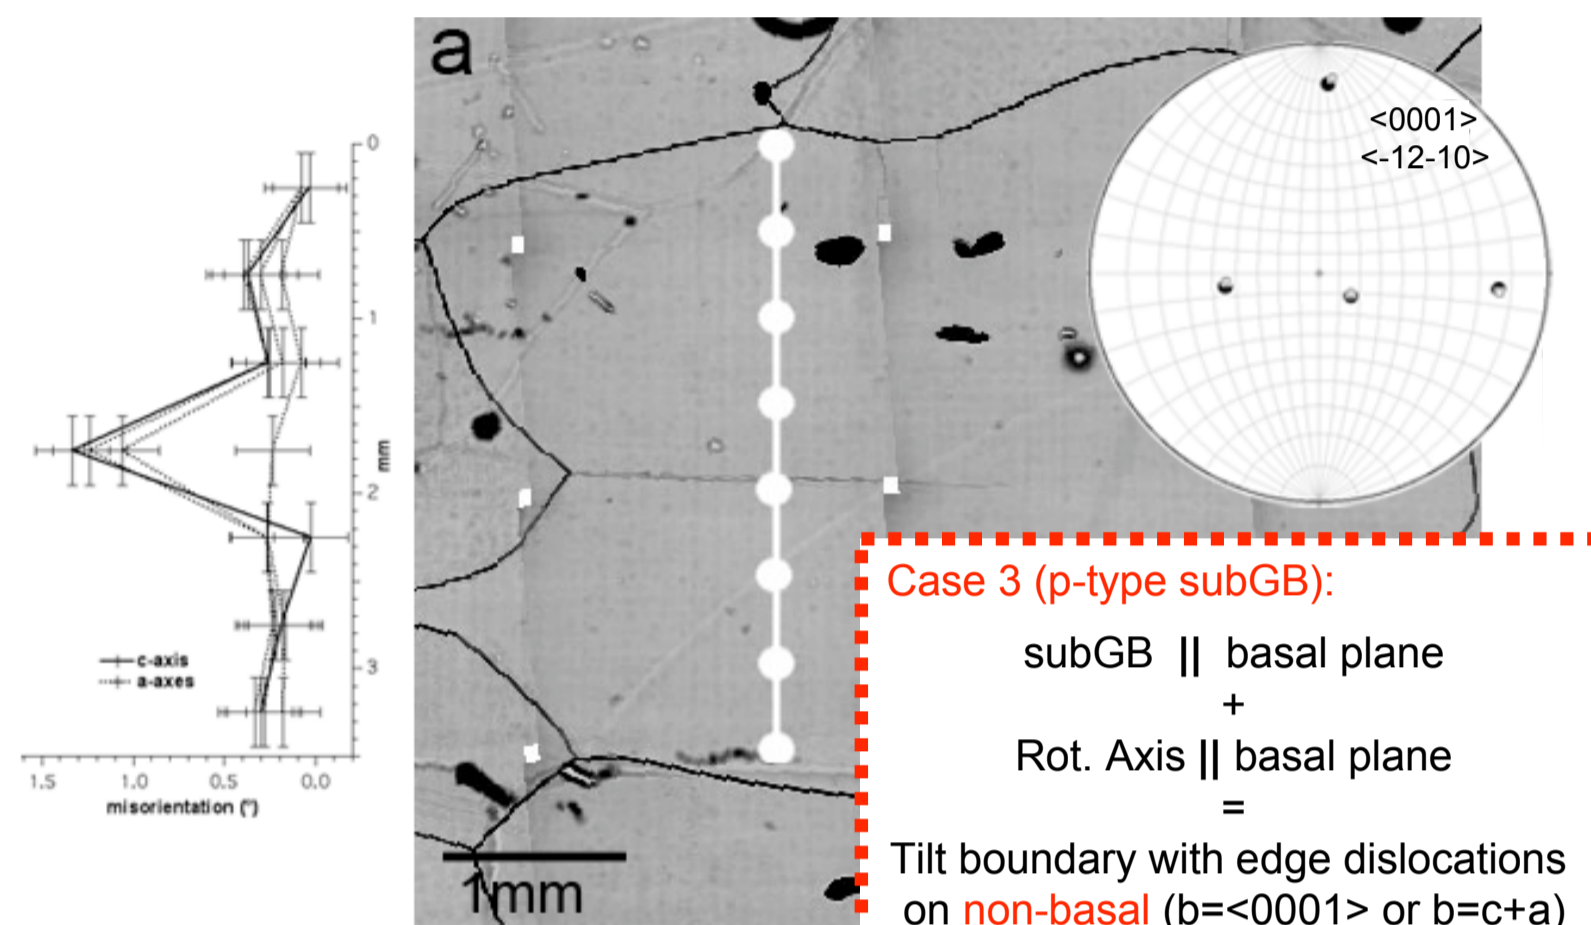 a
<0001>
<-12-10>
0
1
2
3
mm
c-axis
a-axes
1.5 1.0 0.5 0.0
misorientation (°)
1mm
Case 3 (p-type subGB):
subGB || basal plane
+
Rot. Axis || basal plane
=
Tilt boundary with edge dislocations
on non-basal (b=<0001> or b=c+a)